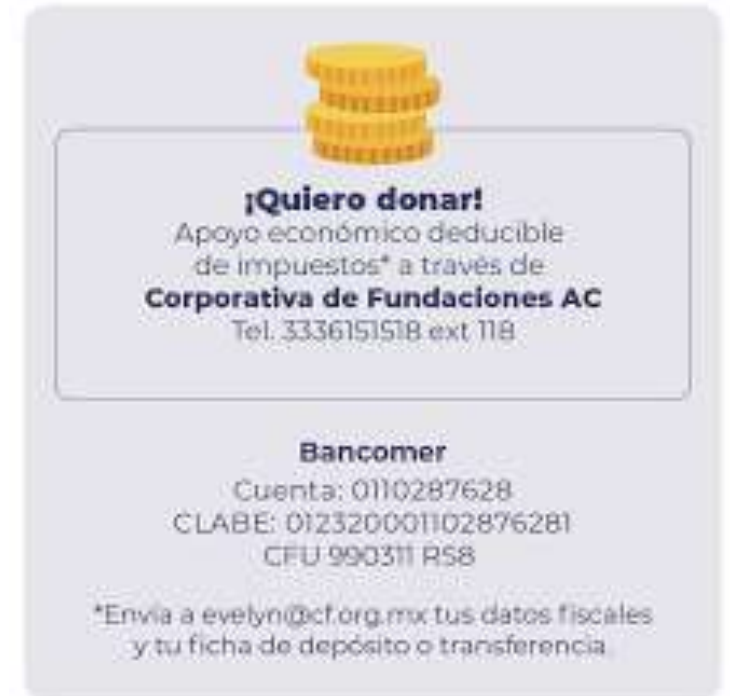 ¡Quiero donar!
Apoyo económico deducible
de impuestos* a través de
Corporativa de Fundaciones AC
Tel. 3336151518 ext 118
Bancomer
Cuenta: 0110287628
CLABE: 012320001102876281
CFU 990311 RS8
*Envía a evelyn@cf.org.mx tus datos fiscales
y tu ficha de depósito o transferencia